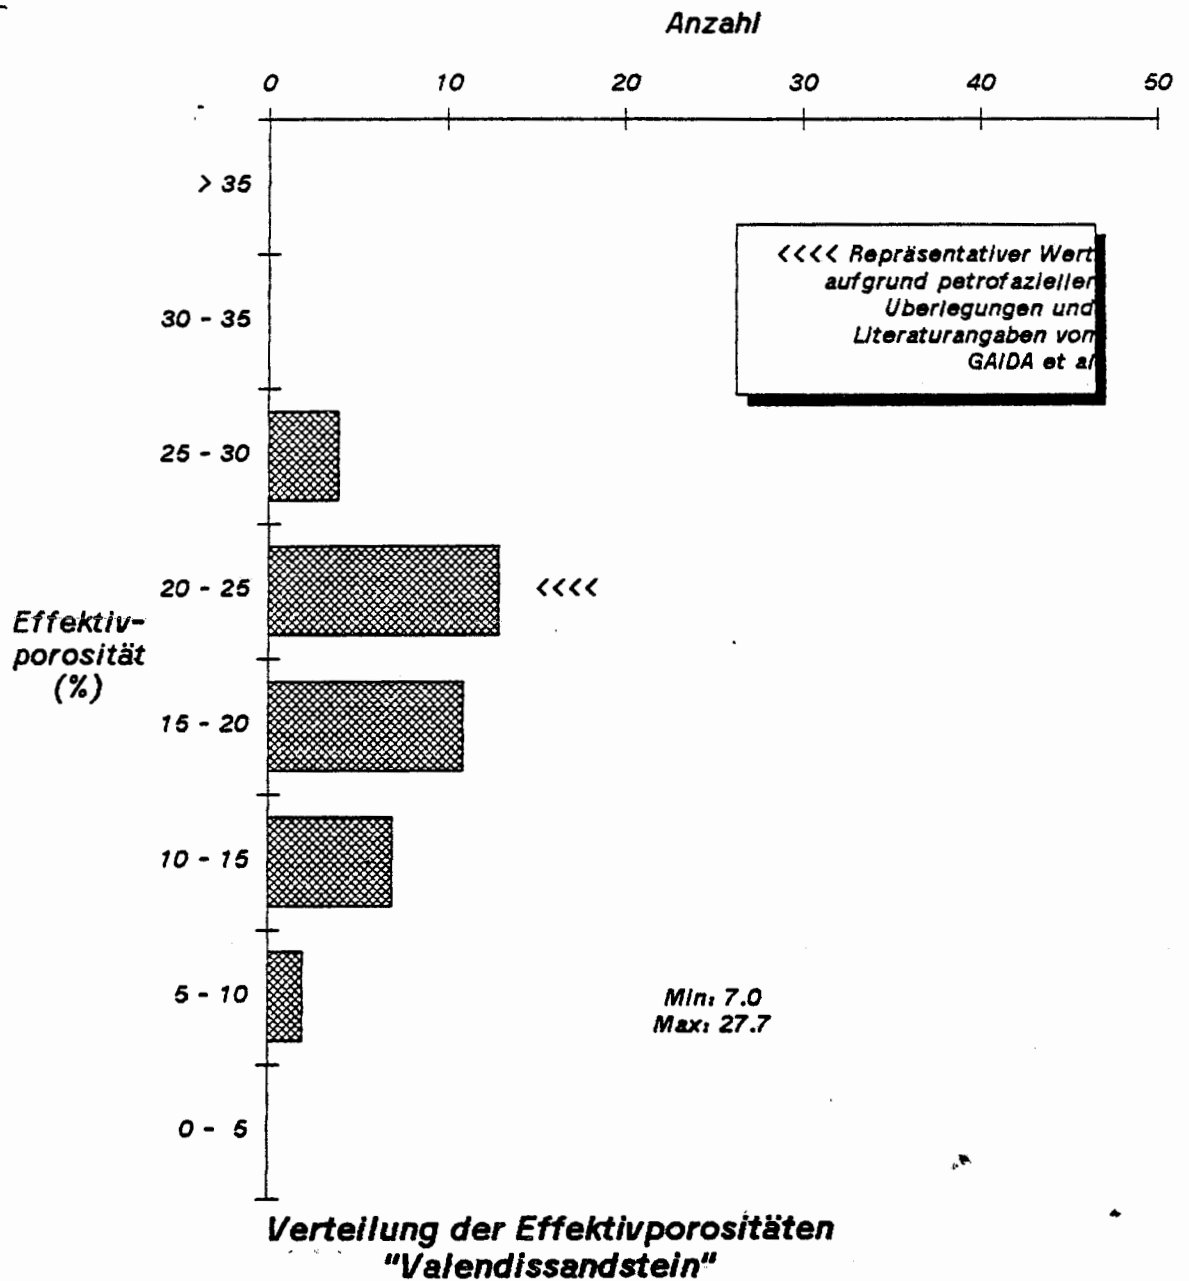 Anzahl
0 10 20 30 40 50
> 35
<<<< Repräsentativer Wert
aufgrund petrofazieller
Überlegungen und
Literaturangaben von
GAIDA et al
30 - 35
25 - 30
20 - 25 <<<<
Effektiv-
porosität
(%)
15 - 20
10 - 15
5 - 10
Min: 7.0
Max: 27.7
0 - 5
Verteilung der Effektivporositäten
"Valendissandstein"